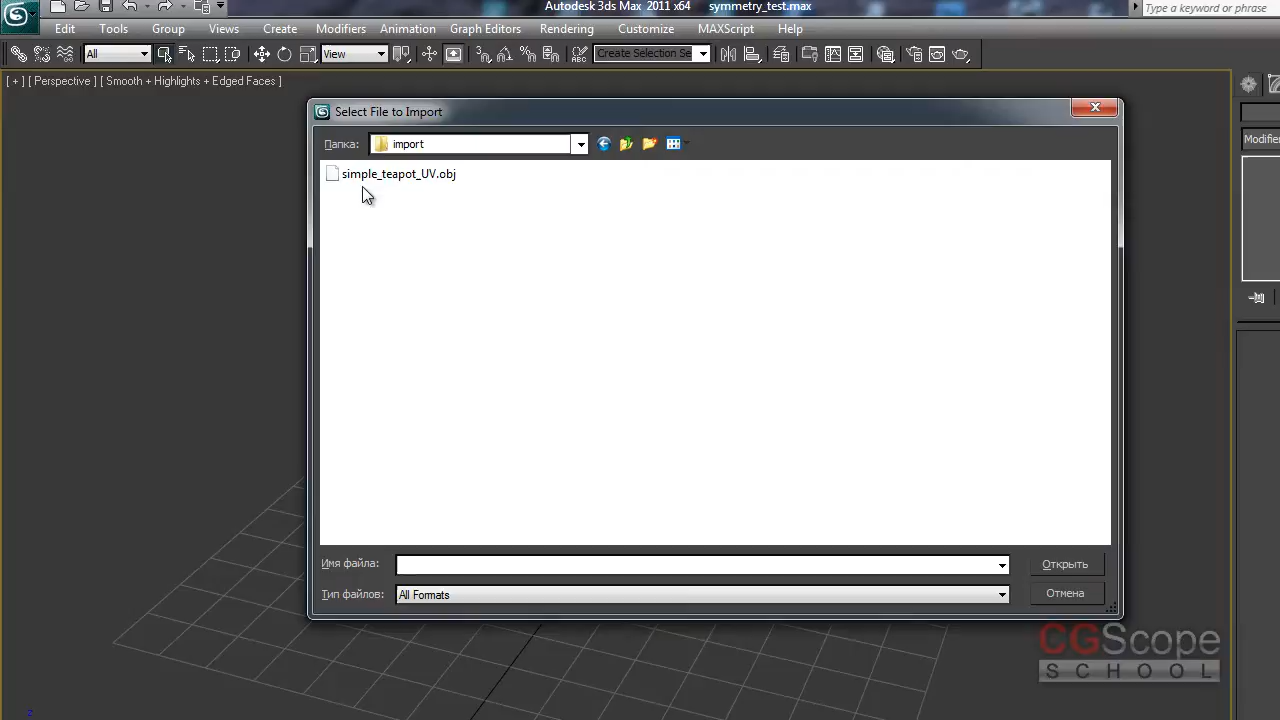 Autodesk 3ds Max 2011 x64 symmetry_test.max
Type a keyword or phrase
Edit Tools Group Views Create Modifiers Animation Graph Editors Rendering Customize MAXScript Help
All View Create Selection Se
[ + ] [ Perspective ] [ Smooth + Highlights + Edged Faces ]
Select File to Import
Папка: import
Modifier
simple_teapot_UV.obj
Имя файла: Открыть
Тип файлов: All Formats Отмена
CGScope
SCHOOL
z